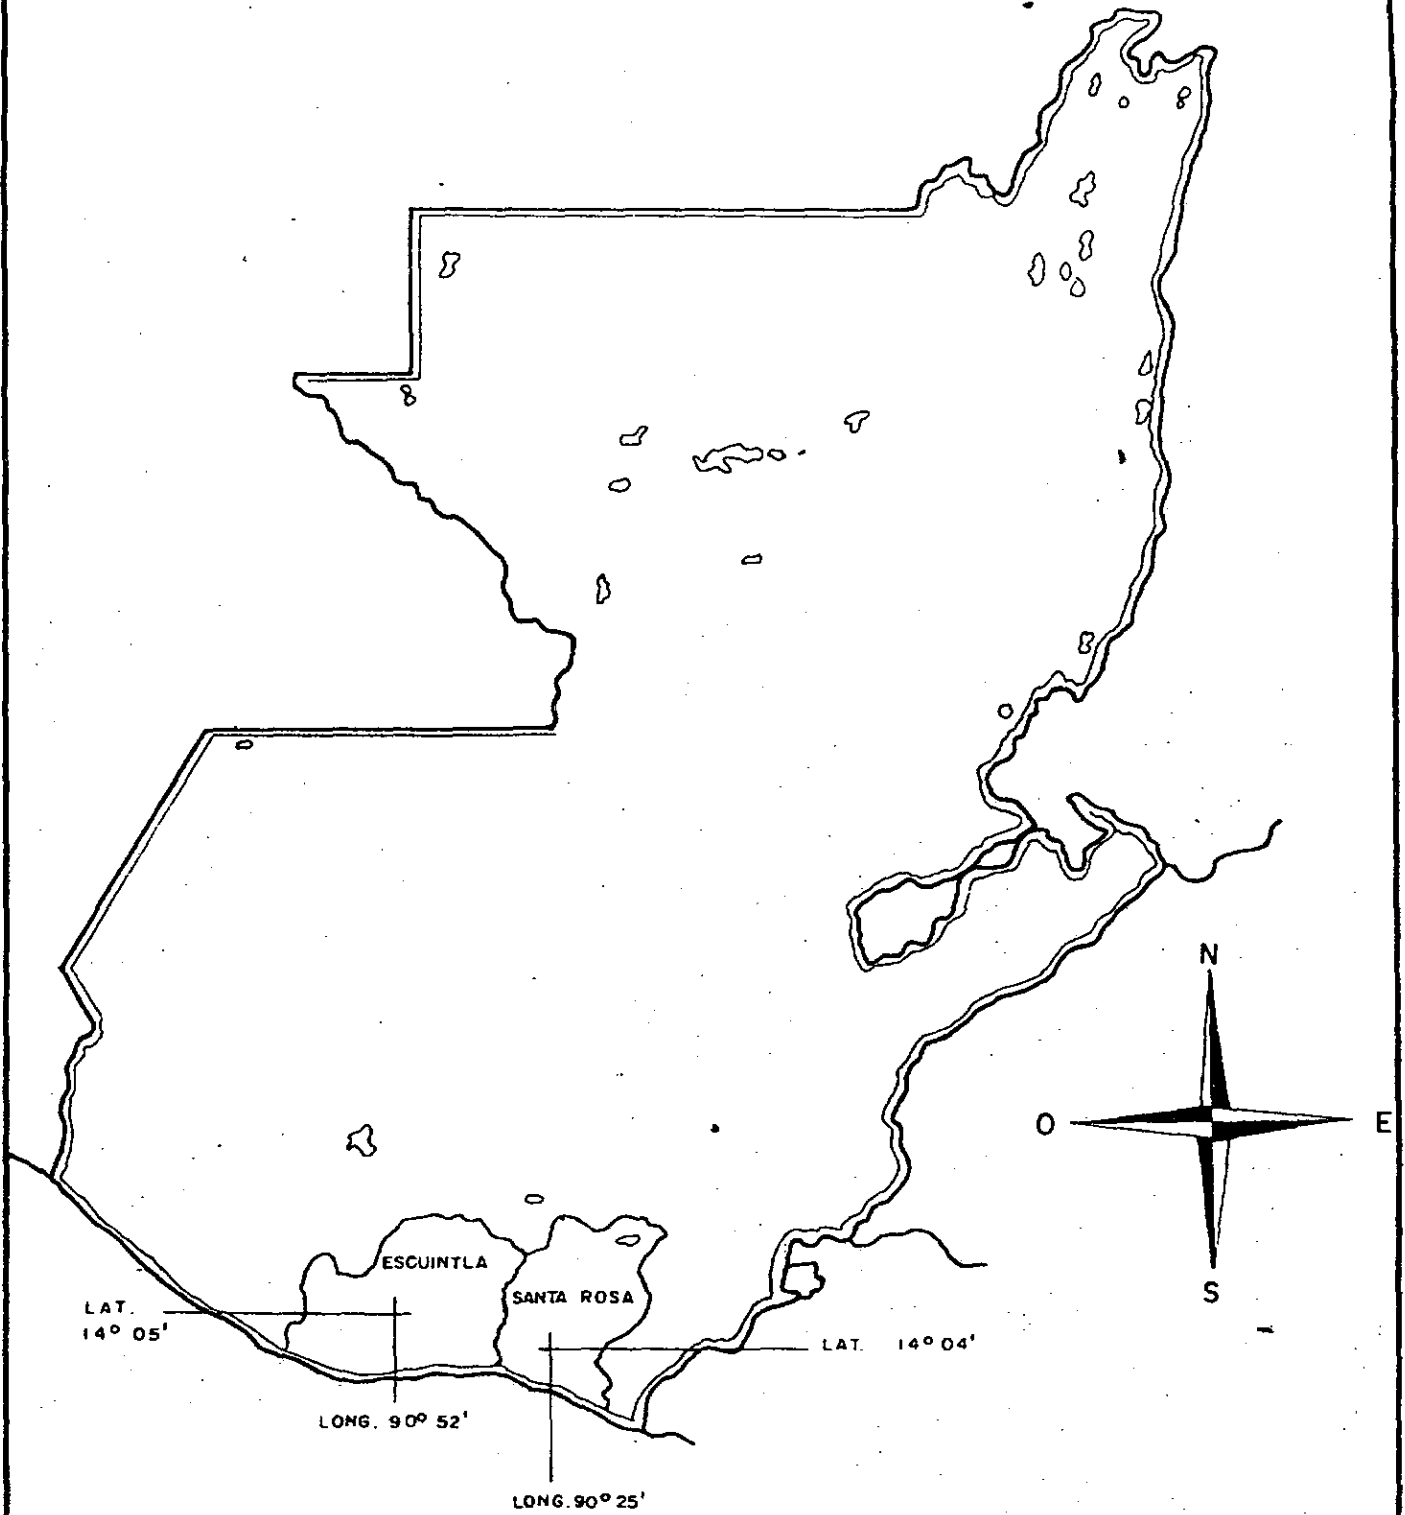 N
O
E
S
ESCUINTLA
SANTA ROSA
LAT.
14° 05'
LAT. 14° 04'
LONG. 90° 52'
LONG. 90° 25'